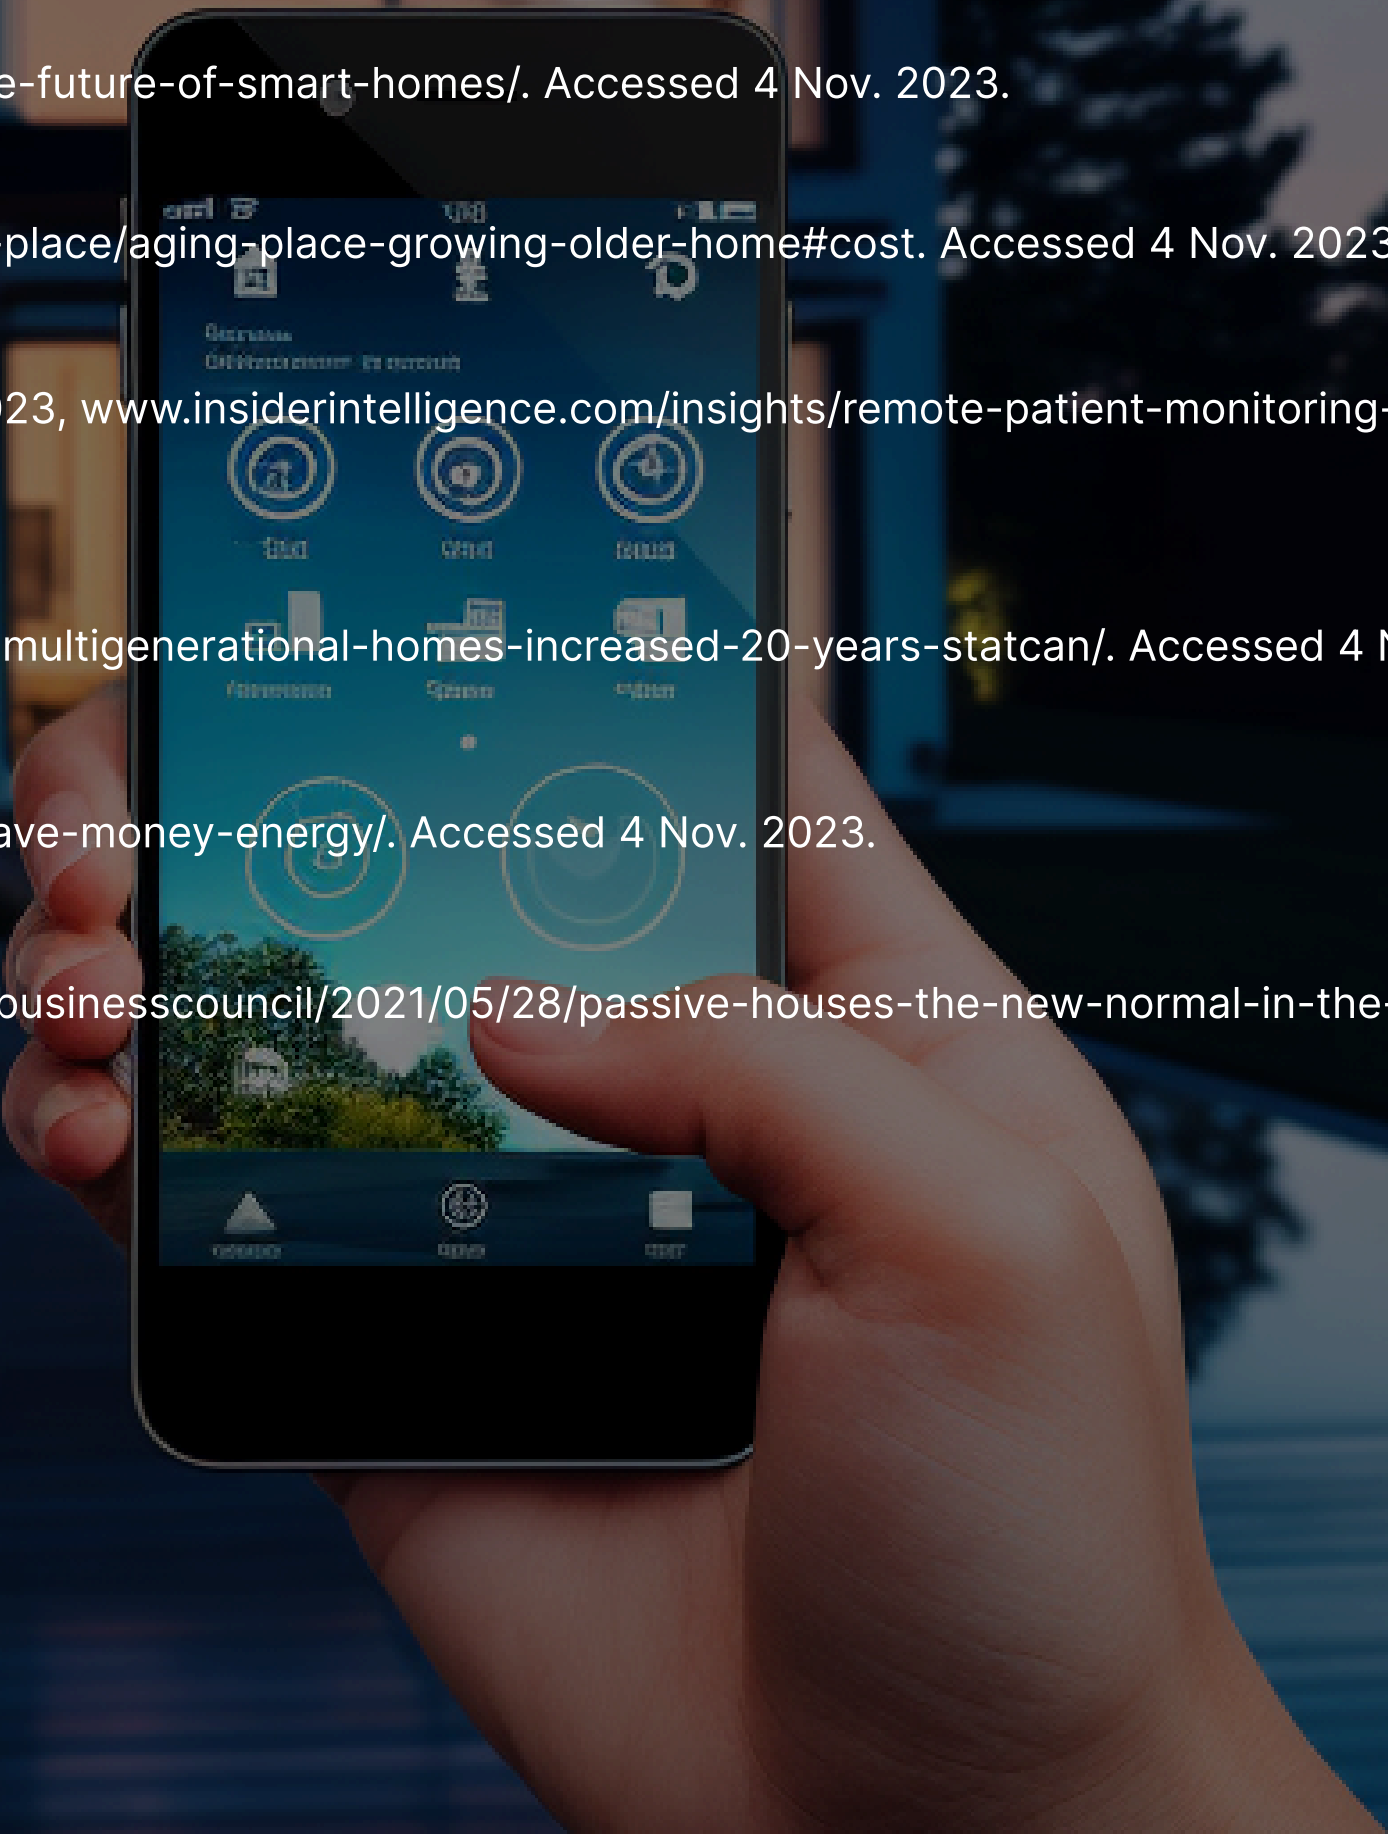 e-future-of-smart-homes/. Accessed 4 Nov. 2023.
-place/aging-place-growing-older-home#cost. Accessed 4 Nov. 2023
023, www.insiderintelligence.com/insights/remote-patient-monitoring-
multigenerational-homes-increased-20-years-statcan/. Accessed 4 N
ave-money-energy/. Accessed 4 Nov. 2023.
businesscouncil/2021/05/28/passive-houses-the-new-normal-in-the-